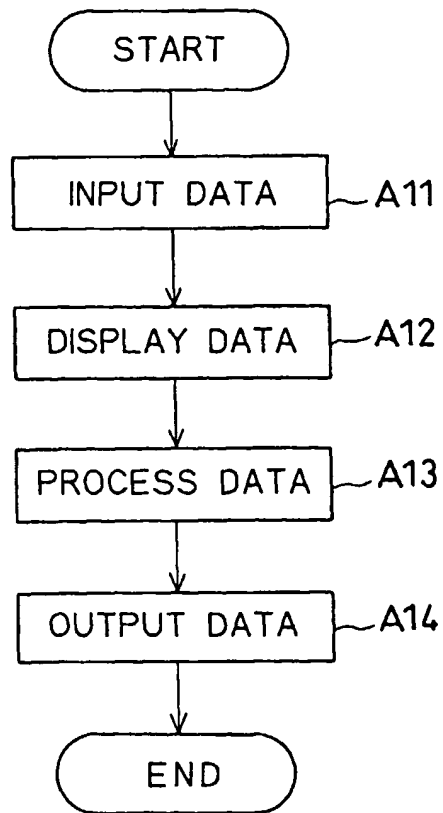 START
INPUT DATA A11
DISPLAY DATA A12
PROCESS DATA A13
OUTPUT DATA A14
END